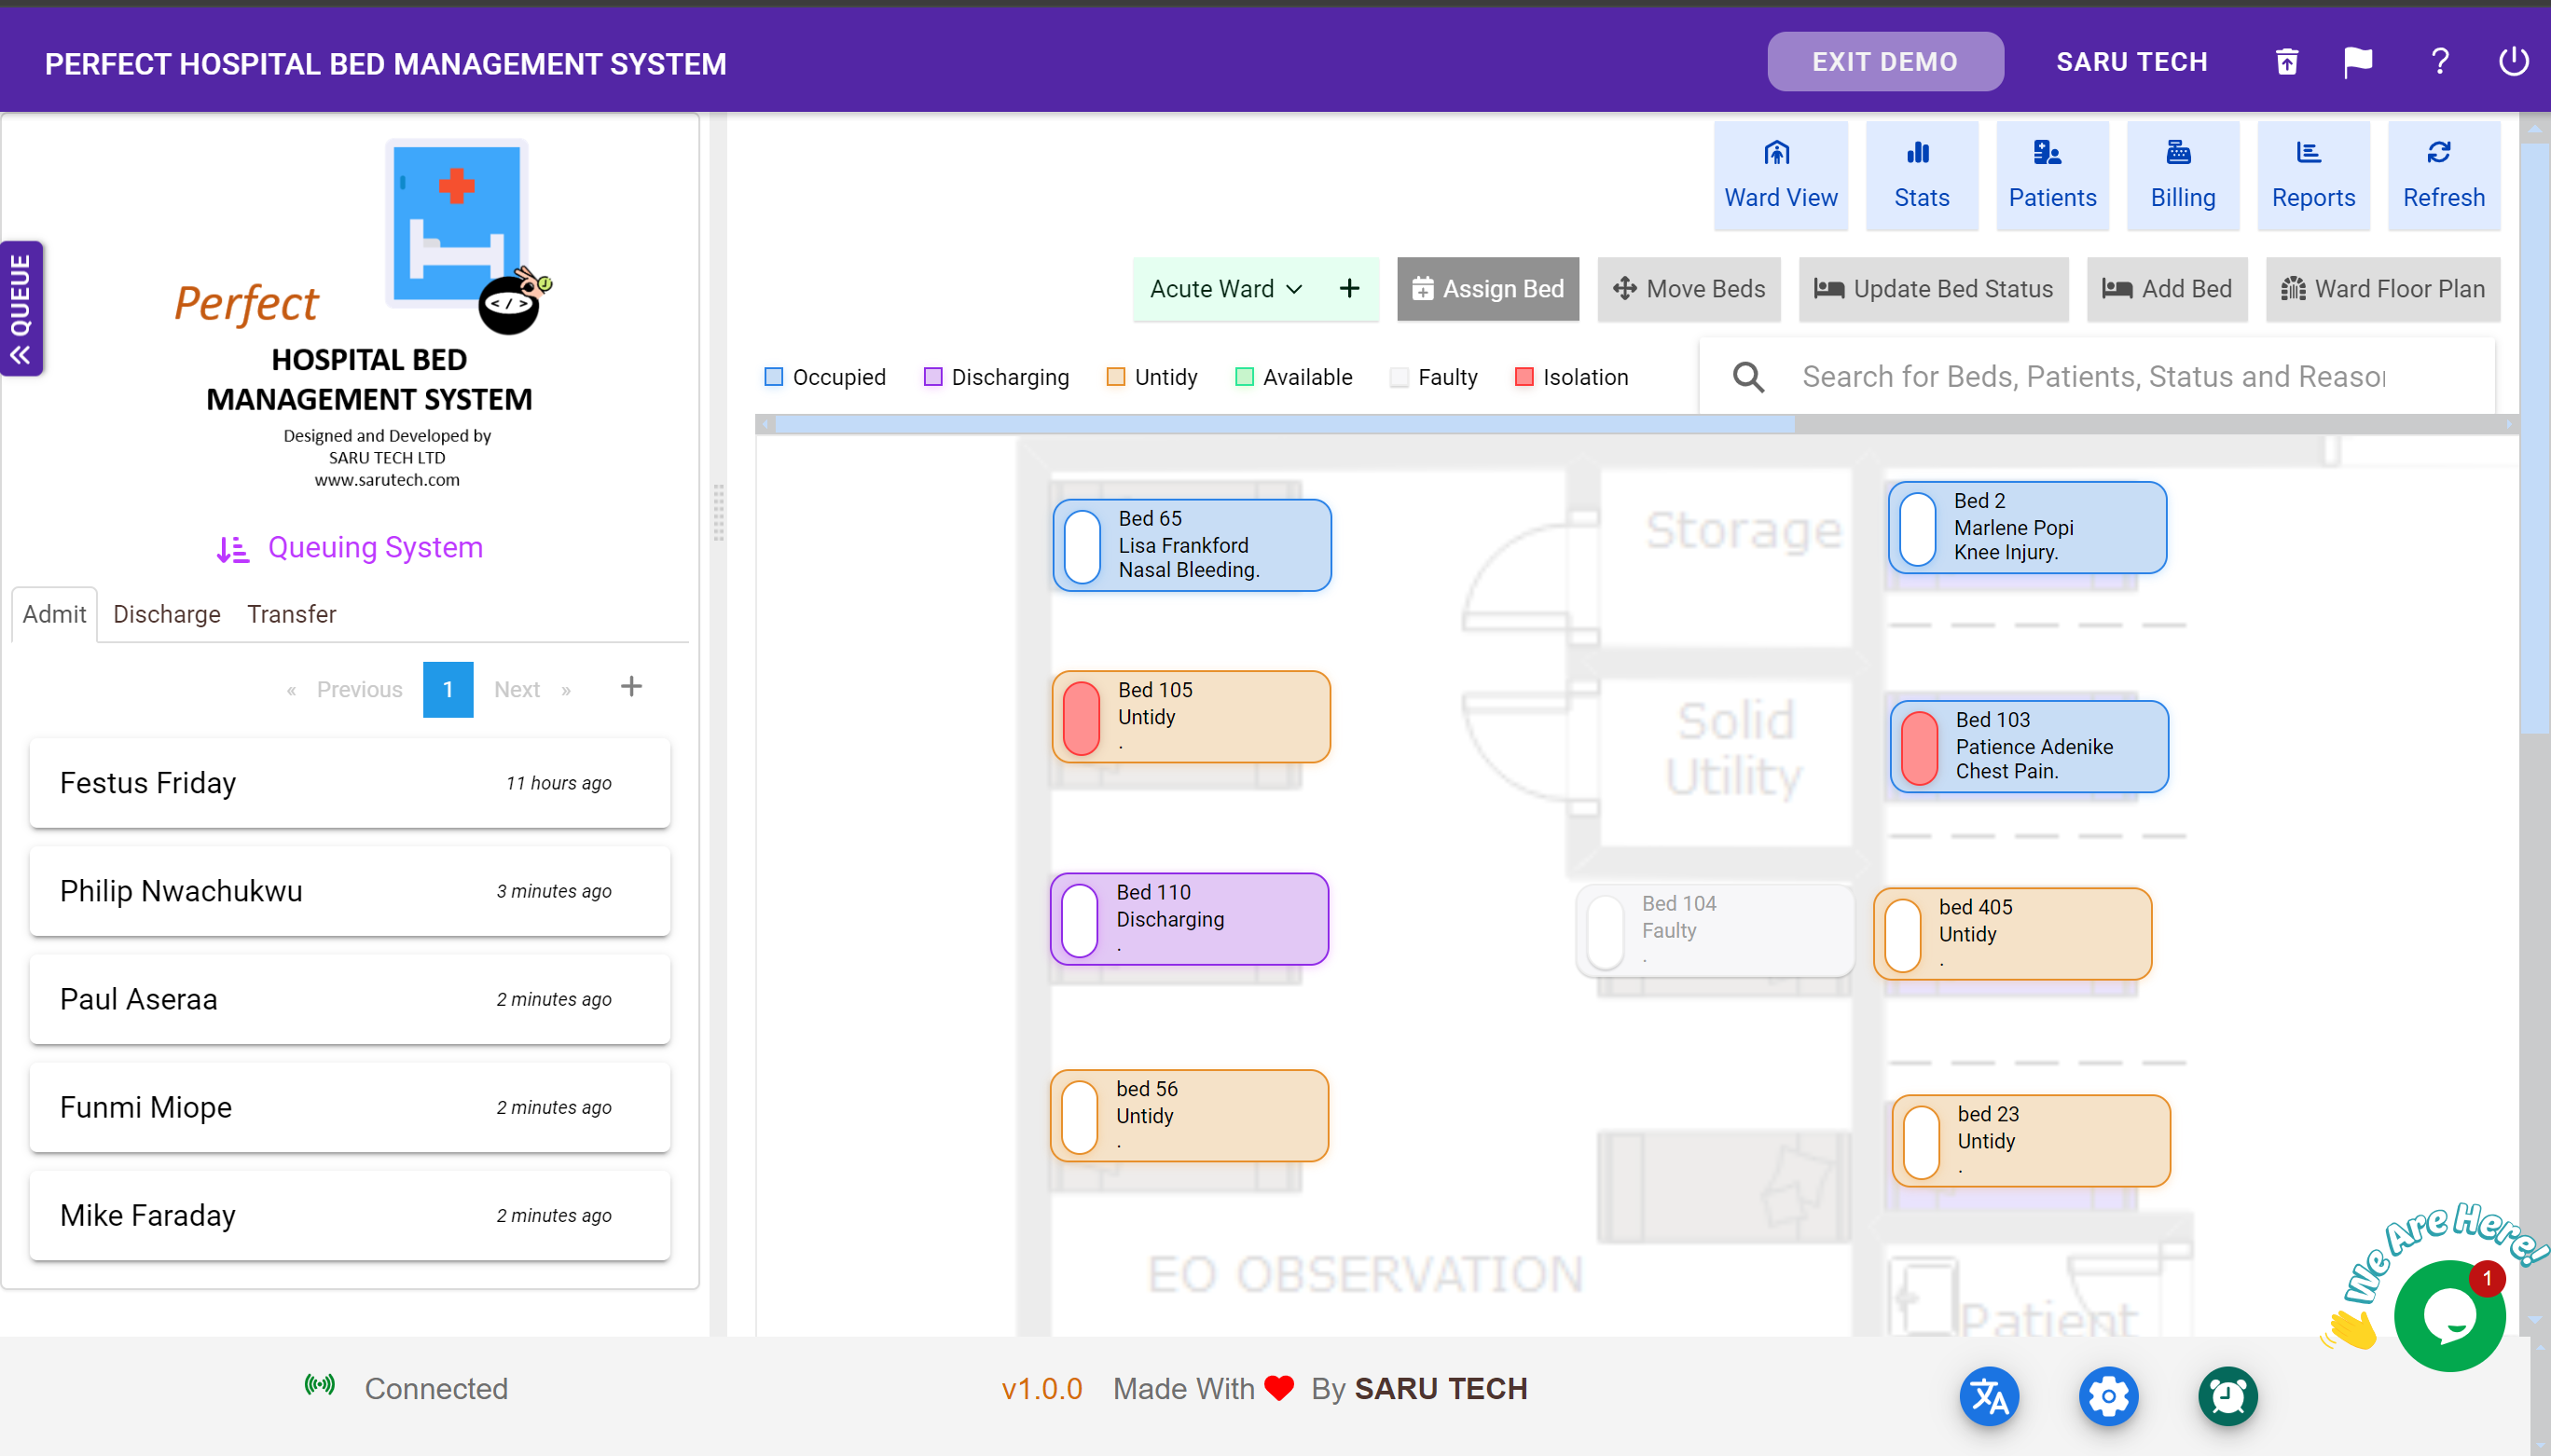 PERFECT HOSPITAL BED MANAGEMENT SYSTEM
EXIT DEMO
SARU TECH
?
QUEUE
Perfect
</>
HOSPITAL BED
MANAGEMENT SYSTEM
Designed and Developed by
SARU TECH LTD
www.sarutech.com
Queuing System
Admit Discharge Transfer
« Previous 1 Next » +
Festus Friday 11 hours ago
Philip Nwachukwu 3 minutes ago
Paul Aseraa 2 minutes ago
Funmi Miope 2 minutes ago
Mike Faraday 2 minutes ago
Ward View Stats Patients Billing Reports Refresh
Acute Ward + Assign Bed Move Beds Update Bed Status Add Bed Ward Floor Plan
Occupied Discharging Untidy Available Faulty Isolation
Search for Beds, Patients, Status and Reason
Bed 65
Lisa Frankford
Nasal Bleeding.
Storage
Bed 2
Marlene Popi
Knee Injury.
Bed 105
Untidy
.
Solid
Utility
Bed 103
Patience Adenike
Chest Pain.
Bed 110
Discharging
.
Bed 104
Faulty
.
bed 405
Untidy
.
bed 56
Untidy
.
bed 23
Untidy
.
EO OBSERVATION
Patient
We Are Here!
1
Connected
v1.0.0 Made With By SARU TECH